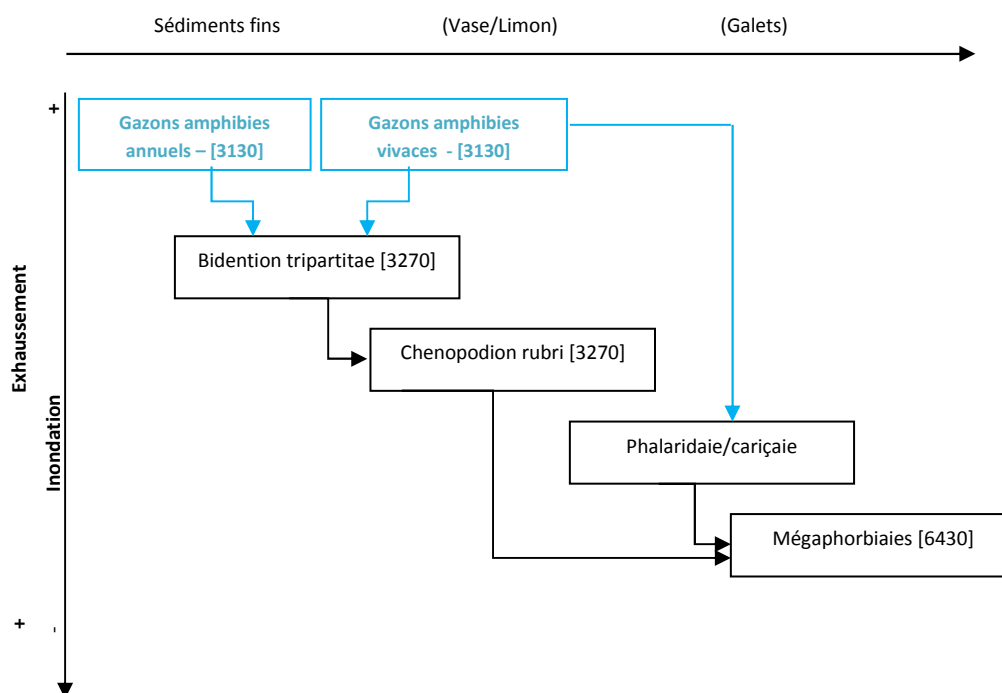 Sédiments fins (Vase/Limon) (Galets)
+
Gazons amphibies
annuels – [3130]
Gazons amphibies
vivaces - [3130]
Bidention tripartitae [3270]
Chenopodion rubri [3270]
Phalaridaie/cariçaie
Mégaphorbiaies [6430]
Exhaussement
Inondation
+
-